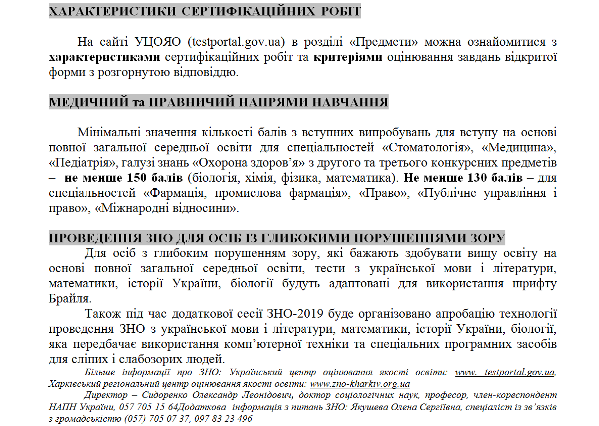 ХАРАКТЕРИСТИКИ СЕРТИФІКАЦІЙНИХ РОБІТ
На сайті УЦОЯО (testportal.gov.ua) в розділі «Предмети» можна ознайомитися з
характеристиками сертифікаційних робіт та критеріями оцінювання завдань відкритої
форми з розгорнутою відповіддю.
МЕДИЧНИЙ та ПРАВНИЧИЙ НАПРЯМИ НАВЧАННЯ
Мінімальні значення кількості балів з вступних випробувань для вступу на основі
повної загальної середньої освіти для спеціальностей «Стоматологія», «Медицина»,
«Педіатрія», галузі знань «Охорона здоров’я» з другого та третього конкурсних предметів
– не менше 150 балів (біологія, хімія, фізика, математика). Не менше 130 балів – для
спеціальностей «Фармація, промислова фармація», «Право», «Публічне управління і
право», «Міжнародні відносини».
ПРОВЕДЕННЯ ЗНО ДЛЯ ОСІБ ІЗ ГЛИБОКИМИ ПОРУШЕННЯМИ ЗОРУ
Для осіб з глибоким порушенням зору, які бажають здобувати вищу освіту на
основі повної загальної середньої освіти, тести з української мови і літератури,
математики, історії України, біології будуть адаптовані для використання шрифту
Брайля.
Також під час додаткової сесії ЗНО-2019 буде організовано апробацію технології
проведення ЗНО з української мови і літератури, математики, історії України, біології,
яка передбачає використання комп’ютерної техніки та спеціальних програмних засобів
для сліпих і слабозорих людей.
Більше інформації про ЗНО: Український центр оцінювання якості освіти: www. testportal.gov.ua,
Харківський регіональний центр оцінювання якості освіти: www.zno-kharkiv.org.ua
Директор – Сидоренко Олександр Леонідович, доктор соціологічних наук, професор, член-кореспондент
НАПН України, 057 705 15 64Додаткова інформація з питань ЗНО: Якушева Олена Сергіївна, спеціаліст із зв’язків
з громадськістю (057) 705 07 37, 097 83 23 496